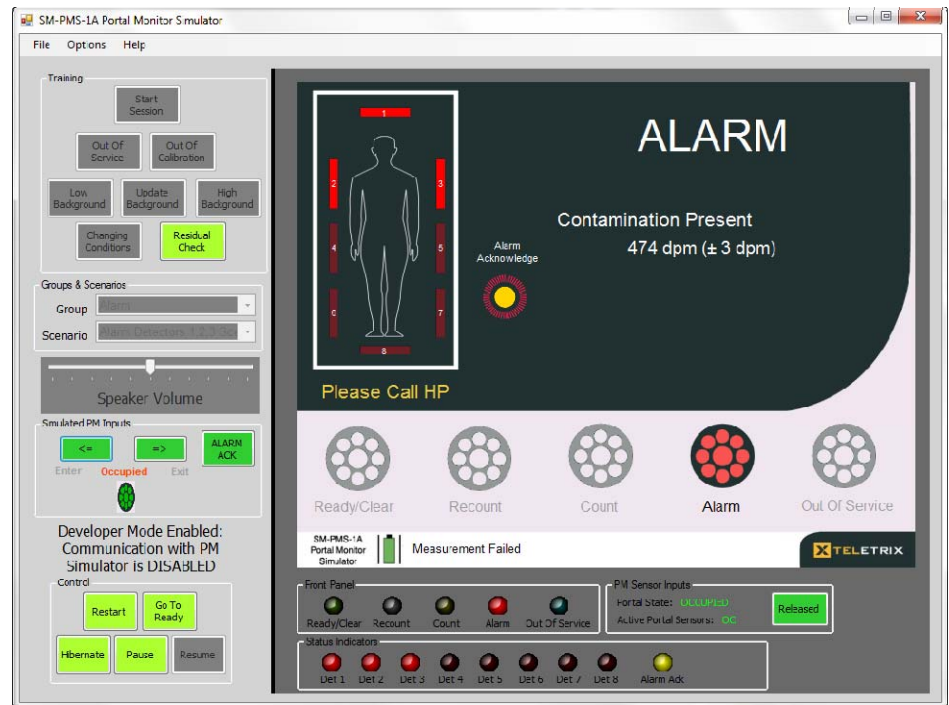 SM-PMS-1A Portal Monitor Simulator
File Options Help
Training
Start
Session
Out Of
Service
Out Of
Calibration
Low
Background
Update
Background
High
Background
Changing
Conditions
Residual
Check
Groups & Scenarios
Group
Alarm
Scenario
Alarm Detectors 1,2,3
Speaker Volume
Simulated PM Inputs
<=
=>
ALARM
ACK
Enter Occupied Exit
Developer Mode Enabled:
Communication with PM
Simulator is DISABLED
Control
Restart
Go To
Ready
Hibernate
Pause
Resume
1
2
3
4
5
6
7
8
Please Call HP
ALARM
Contamination Present
474 dpm (± 3 dpm)
Alarm
Acknowledge
Ready/Clear Recount Count Alarm Out Of Service
SM-PMS-1A
Portal Monitor
Simulator
Measurement Failed
TELETRIX
Front Panel
Ready/Clear Recount Count Alarm Out Of Service
PM Sensor Inputs
Portal State: OCCUPIED
Active Portal Sensors: OC
Released
Status Indicators
Det 1 Det 2 Det 3 Det 4 Det 5 Det 6 Det 7 Det 8 Alarm Ack